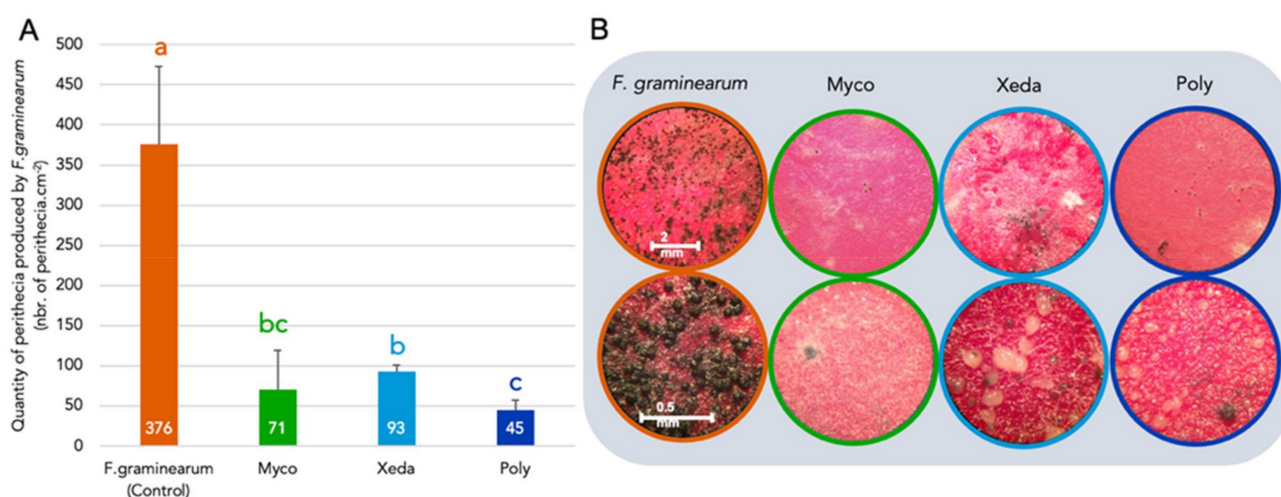 A
Quantity of perithecia produced by F.graminearum
(nbr. of perithecia.cm⁻²)
500
450
400
350
300
250
200
150
100
50
0
a
bc
b
c
376
71
93
45
F.graminearum
(Control)
Myco
Xeda
Poly
B
F. graminearum
Myco
Xeda
Poly
2
mm
0.5
mm